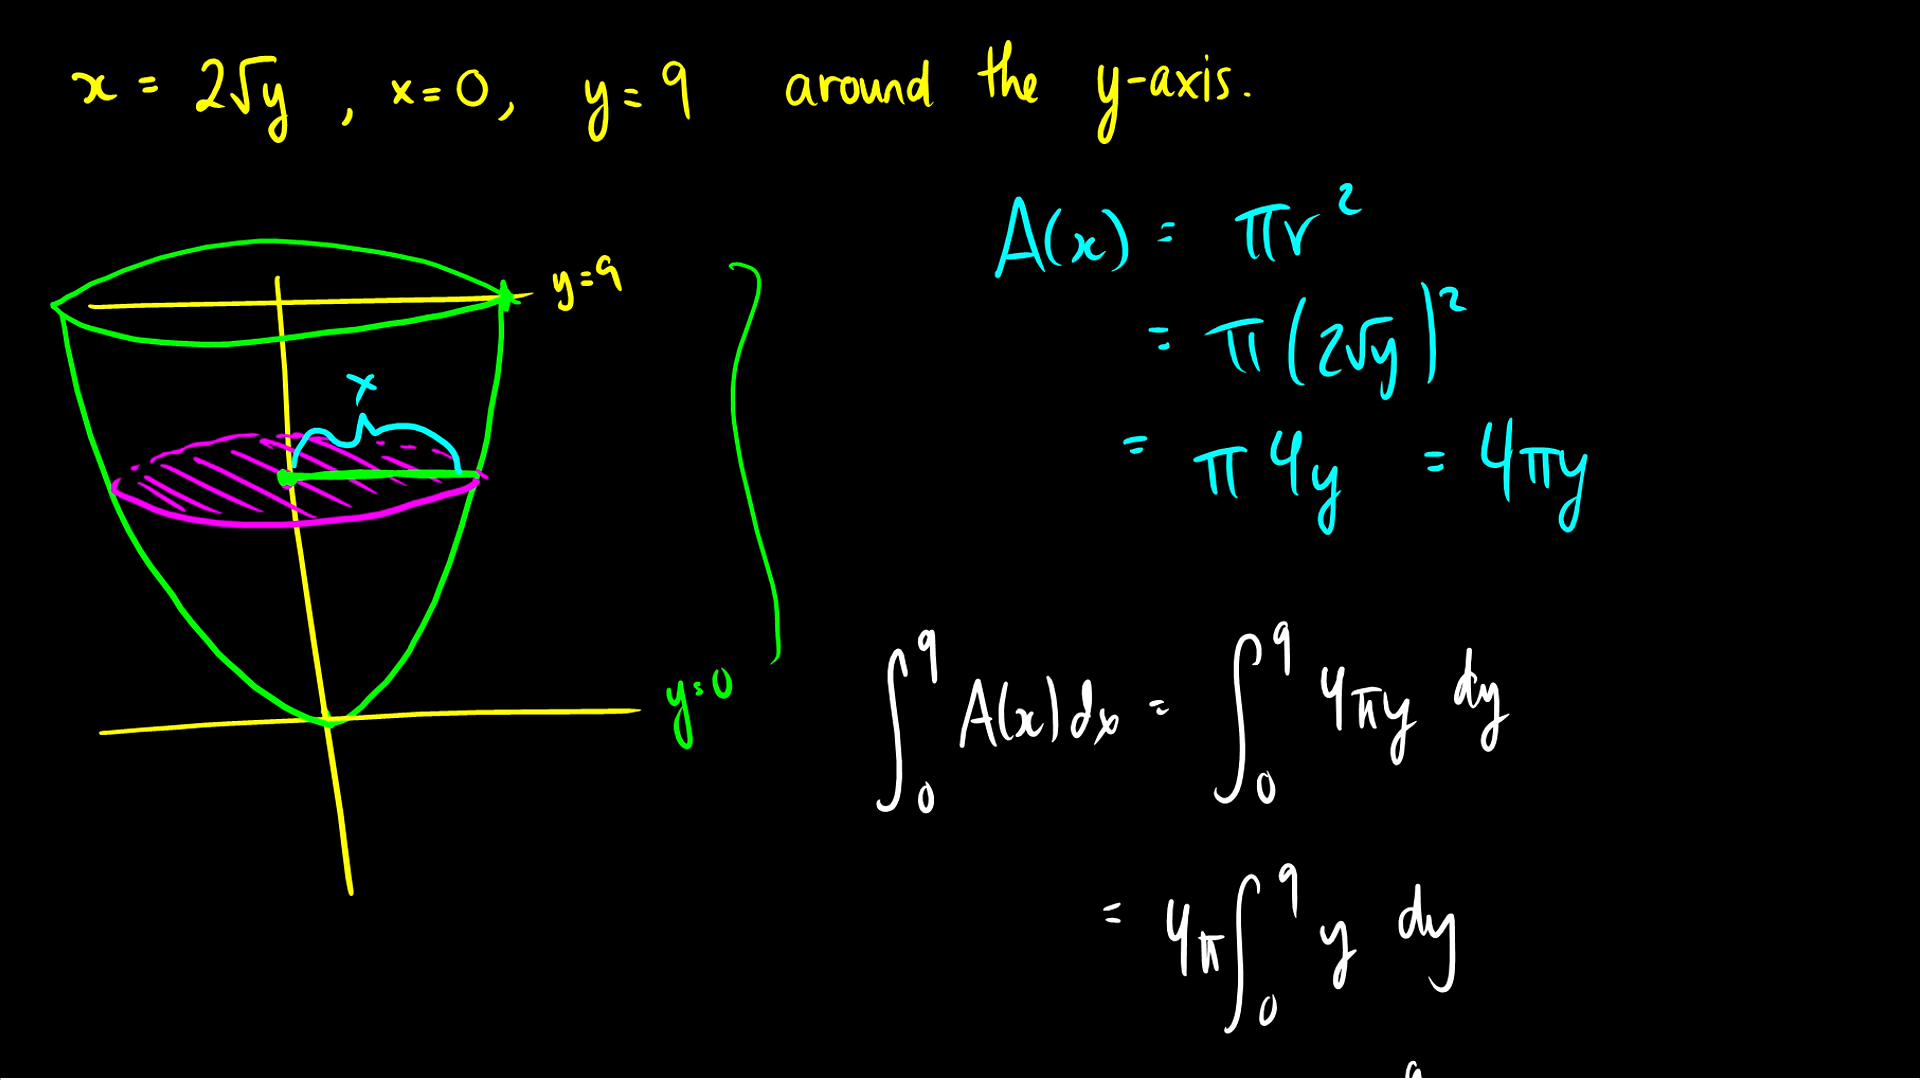 x = 2√y , x=0, y=9 around the y-axis.
y=9
x
y=0
A(x) = πr²
= π(2√y)²
= π4y = 4πy
∫₀⁹ A(x)dx = ∫₀⁹ 4πy dy
= 4π∫₀⁹ y dy